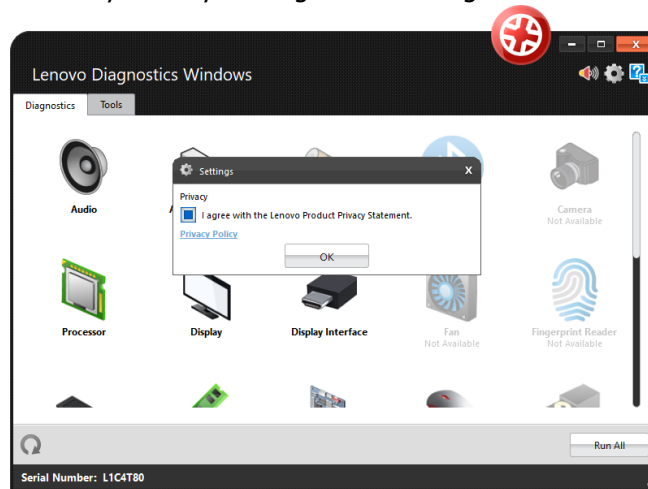 Lenovo Diagnostics Windows
Diagnostics Tools
Settings X
Privacy
I agree with the Lenovo Product Privacy Statement.
Privacy Policy
OK
Audio
Camera
Not Available
Processor
Display
Display Interface
Fan
Not Available
Fingerprint Reader
Not Available
Run All
Serial Number: L1C4T80